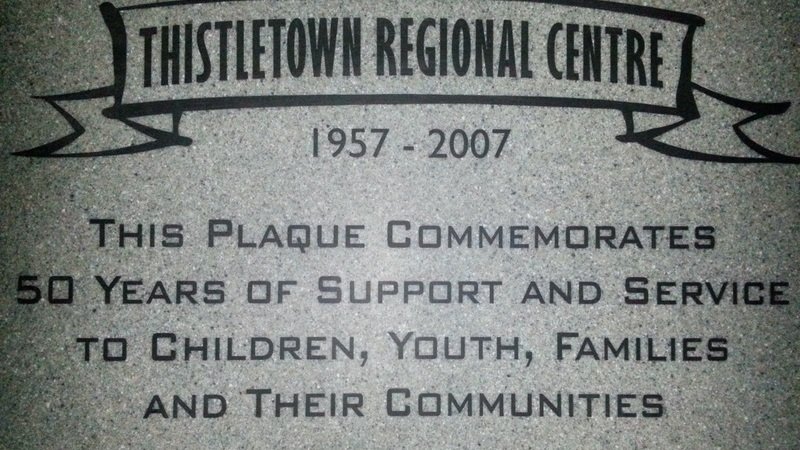 THISTLETOWN REGIONAL CENTRE
1957 - 2007
THIS PLAQUE COMMEMORATES
50 YEARS OF SUPPORT AND SERVICE
TO CHILDREN, YOUTH, FAMILIES
AND THEIR COMMUNITIES